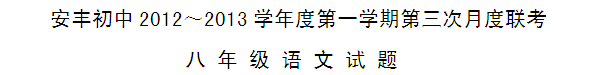 安丰初中 2012～2013 学年度第一学期第三次月度联考
八 年 级 语 文 试 题